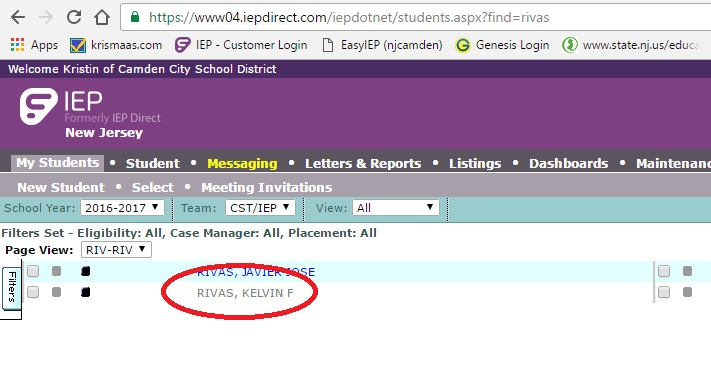 https://www04.iepdirect.com/iepdotnet/students.aspx?find=rivas
Apps krismaas.com IEP - Customer Login EasyIEP (njcamden) Genesis Login www.state.nj.us/educa
Welcome Kristin of Camden City School District
IEP
Formerly IEP Direct
New Jersey
My Students • Student • Messaging • Letters & Reports • Listings • Dashboards • Maintenanc
New Student • Select • Meeting Invitations
School Year: 2016-2017 Team: CST/IEP View: All
Filters Set - Eligibility: All, Case Manager: All, Placement: All
Page View: RIV-RIV
Filters
RIVAS, JAVIER JOSE
RIVAS, KELVIN F